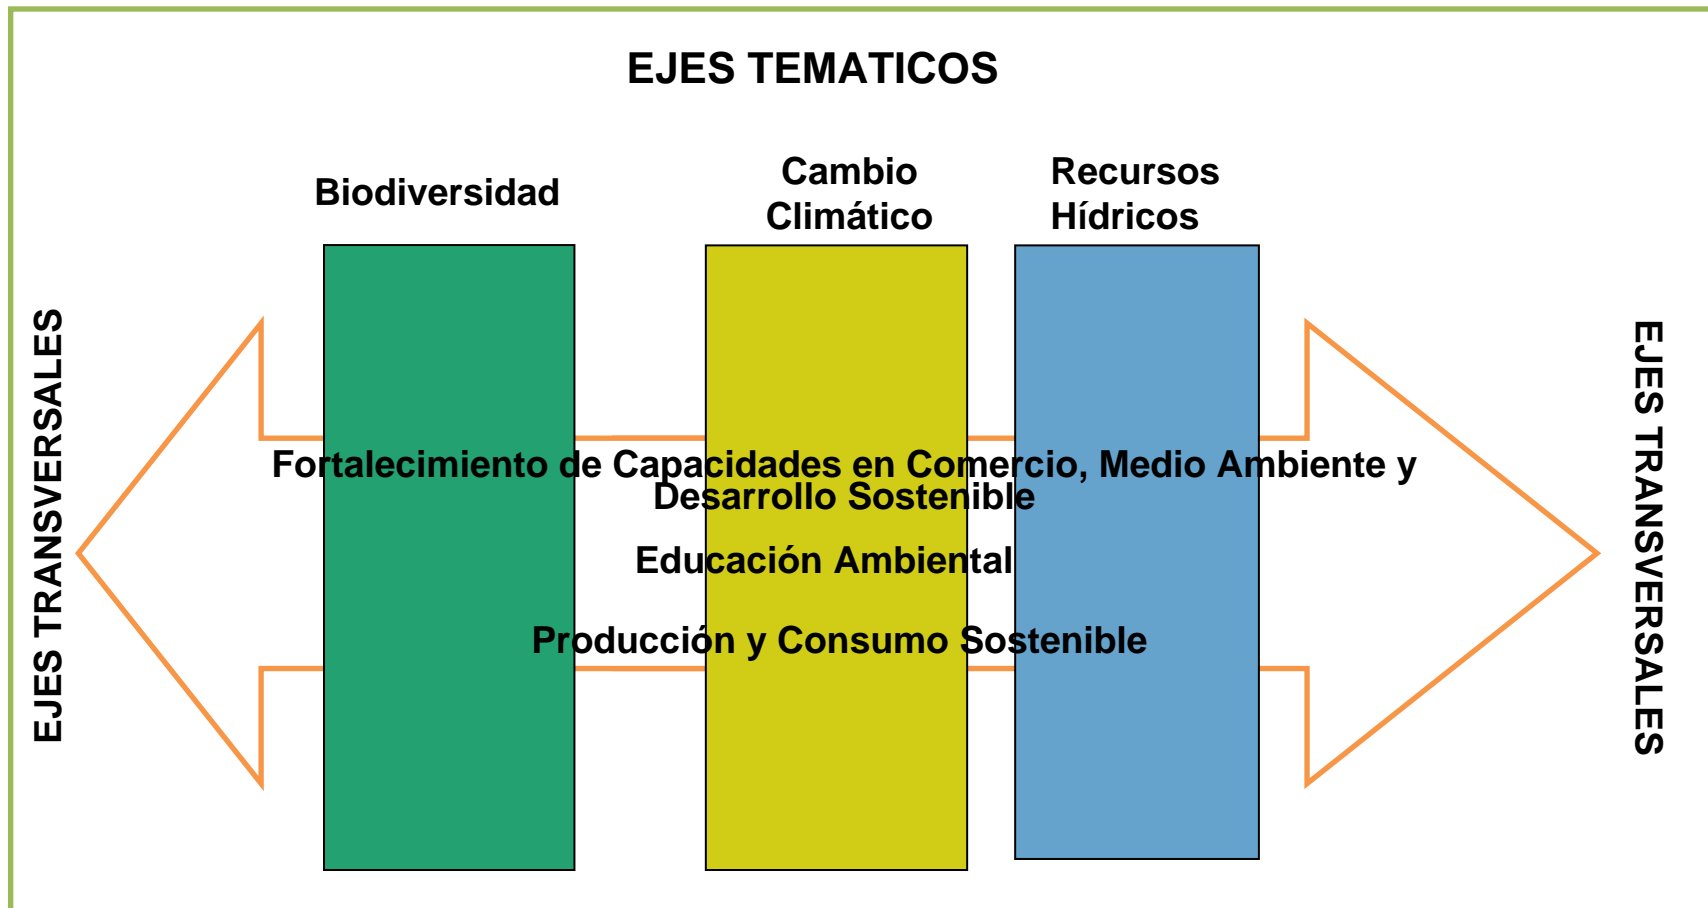 EJES TEMATICOS
Biodiversidad
Cambio
Climático
Recursos
Hídricos
EJES TRANSVERSALES
Fortalecimiento de Capacidades en Comercio, Medio Ambiente y
Desarrollo Sostenible
Educación Ambiental
Producción y Consumo Sostenible
EJES TRANSVERSALES